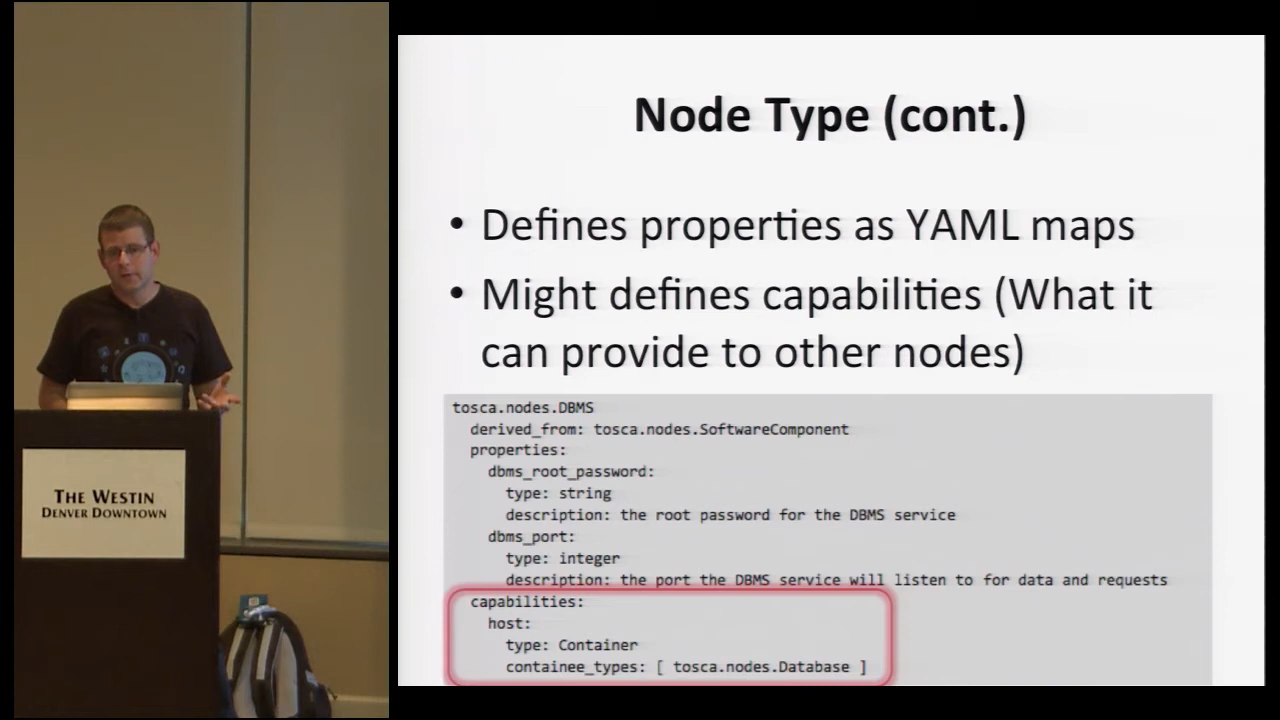 Node Type (cont.)
• Defines properties as YAML maps
• Might defines capabilities (What it
can provide to other nodes)
tosca.nodes.DBMS
derived_from: tosca.nodes.SoftwareComponent
properties:
dbms_root_password:
type: string
description: the root password for the DBMS service
dbms_port:
type: integer
description: the port the DBMS service will listen to for data and requests
capabilities:
host:
type: Container
containee_types: [ tosca.nodes.Database ]
THE WESTIN
DENVER DOWNTOWN